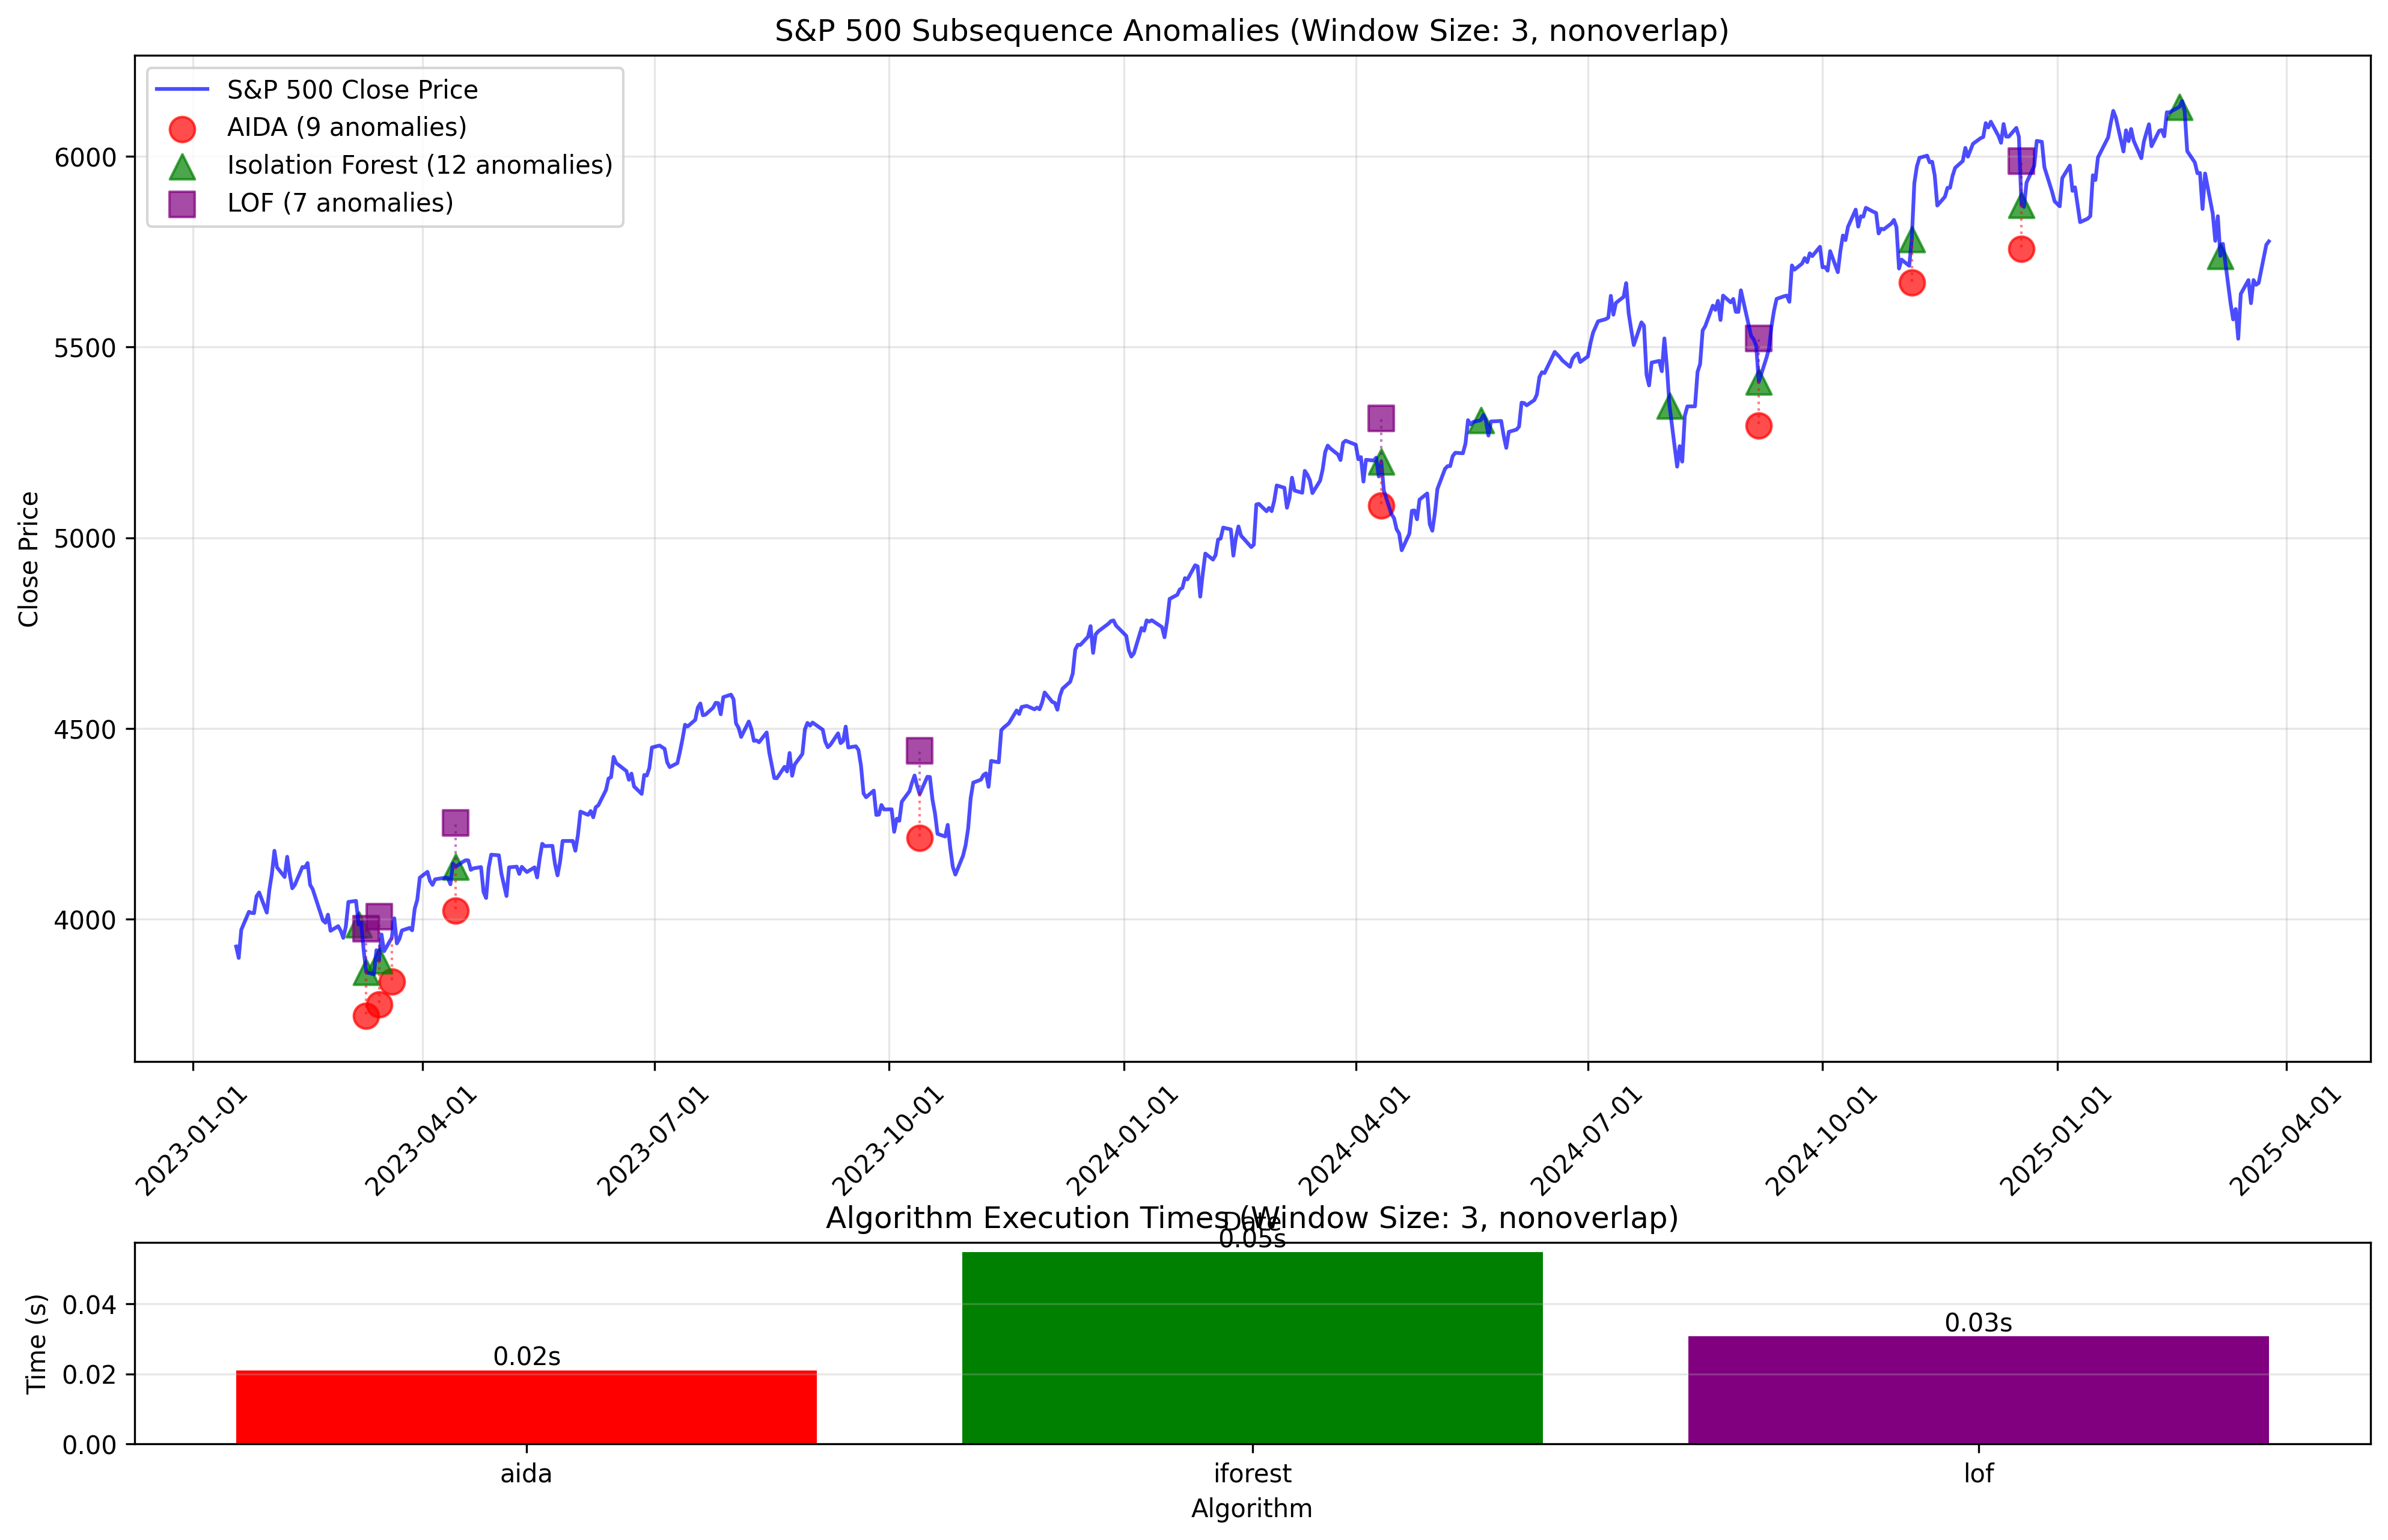 S&P 500 Subsequence Anomalies (Window Size: 3, nonoverlap)
S&P 500 Close Price
AIDA (9 anomalies)
Isolation Forest (12 anomalies)
LOF (7 anomalies)
Close Price
6000
5500
5000
4500
4000
2023-01-01
2023-04-01
2023-07-01
2023-10-01
2024-01-01
2024-04-01
2024-07-01
2024-10-01
2025-01-01
2025-04-01
Date
Algorithm Execution Times (Window Size: 3, nonoverlap)
Time (s)
0.04
0.02
0.00
0.02s
0.05s
0.03s
aida
iforest
lof
Algorithm